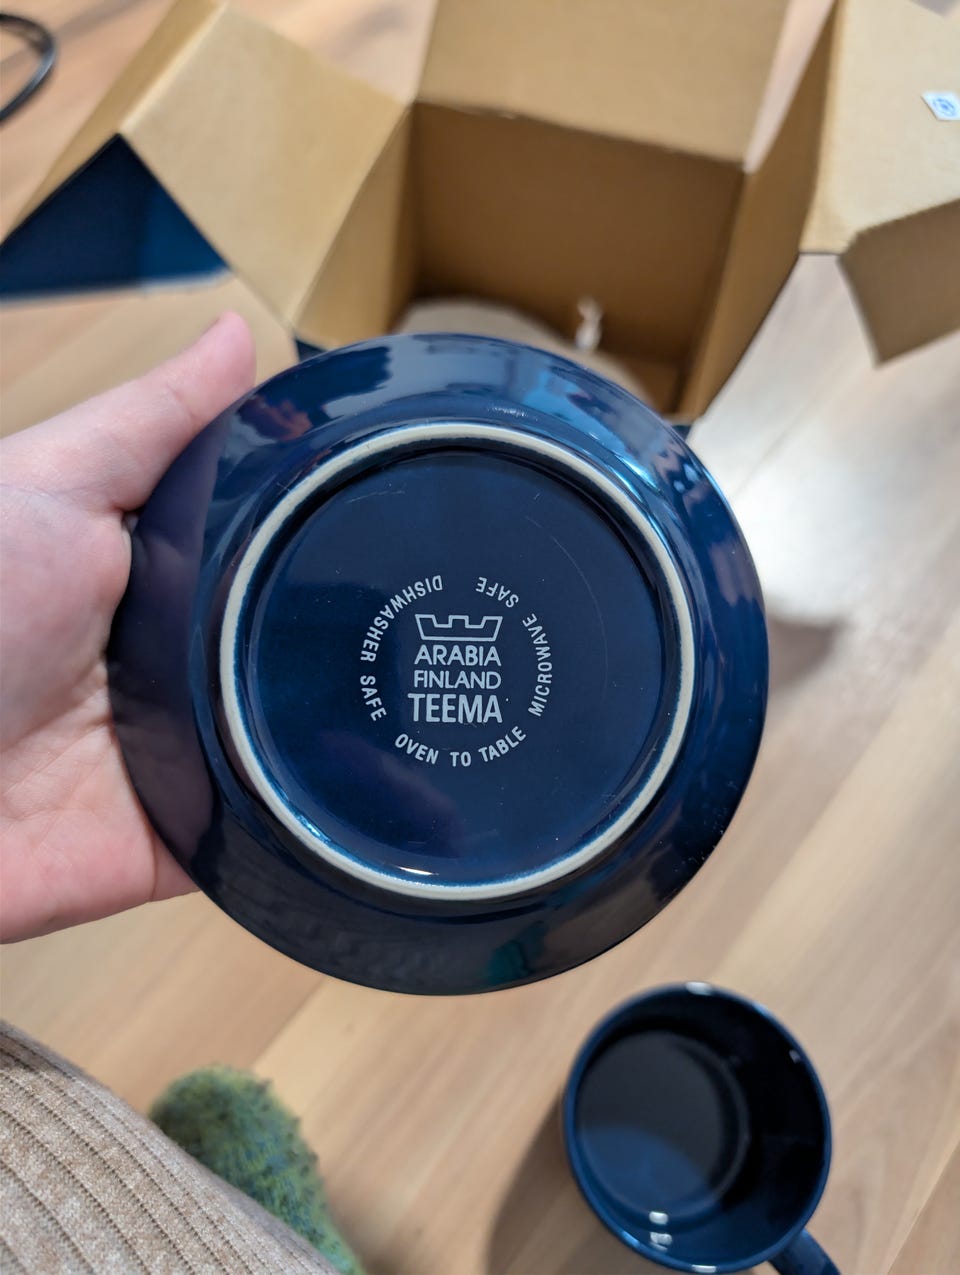 ARABIA
FINLAND
TEEMA
DISHWASHER SAFE
OVEN TO TABLE
MICROWAVE SAFE